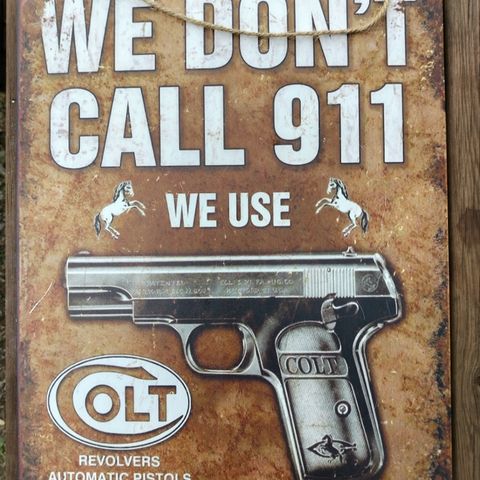 WE DON'T
CALL 911
WE USE
COLT
COLT
REVOLVERS
AUTOMATIC PISTOLS